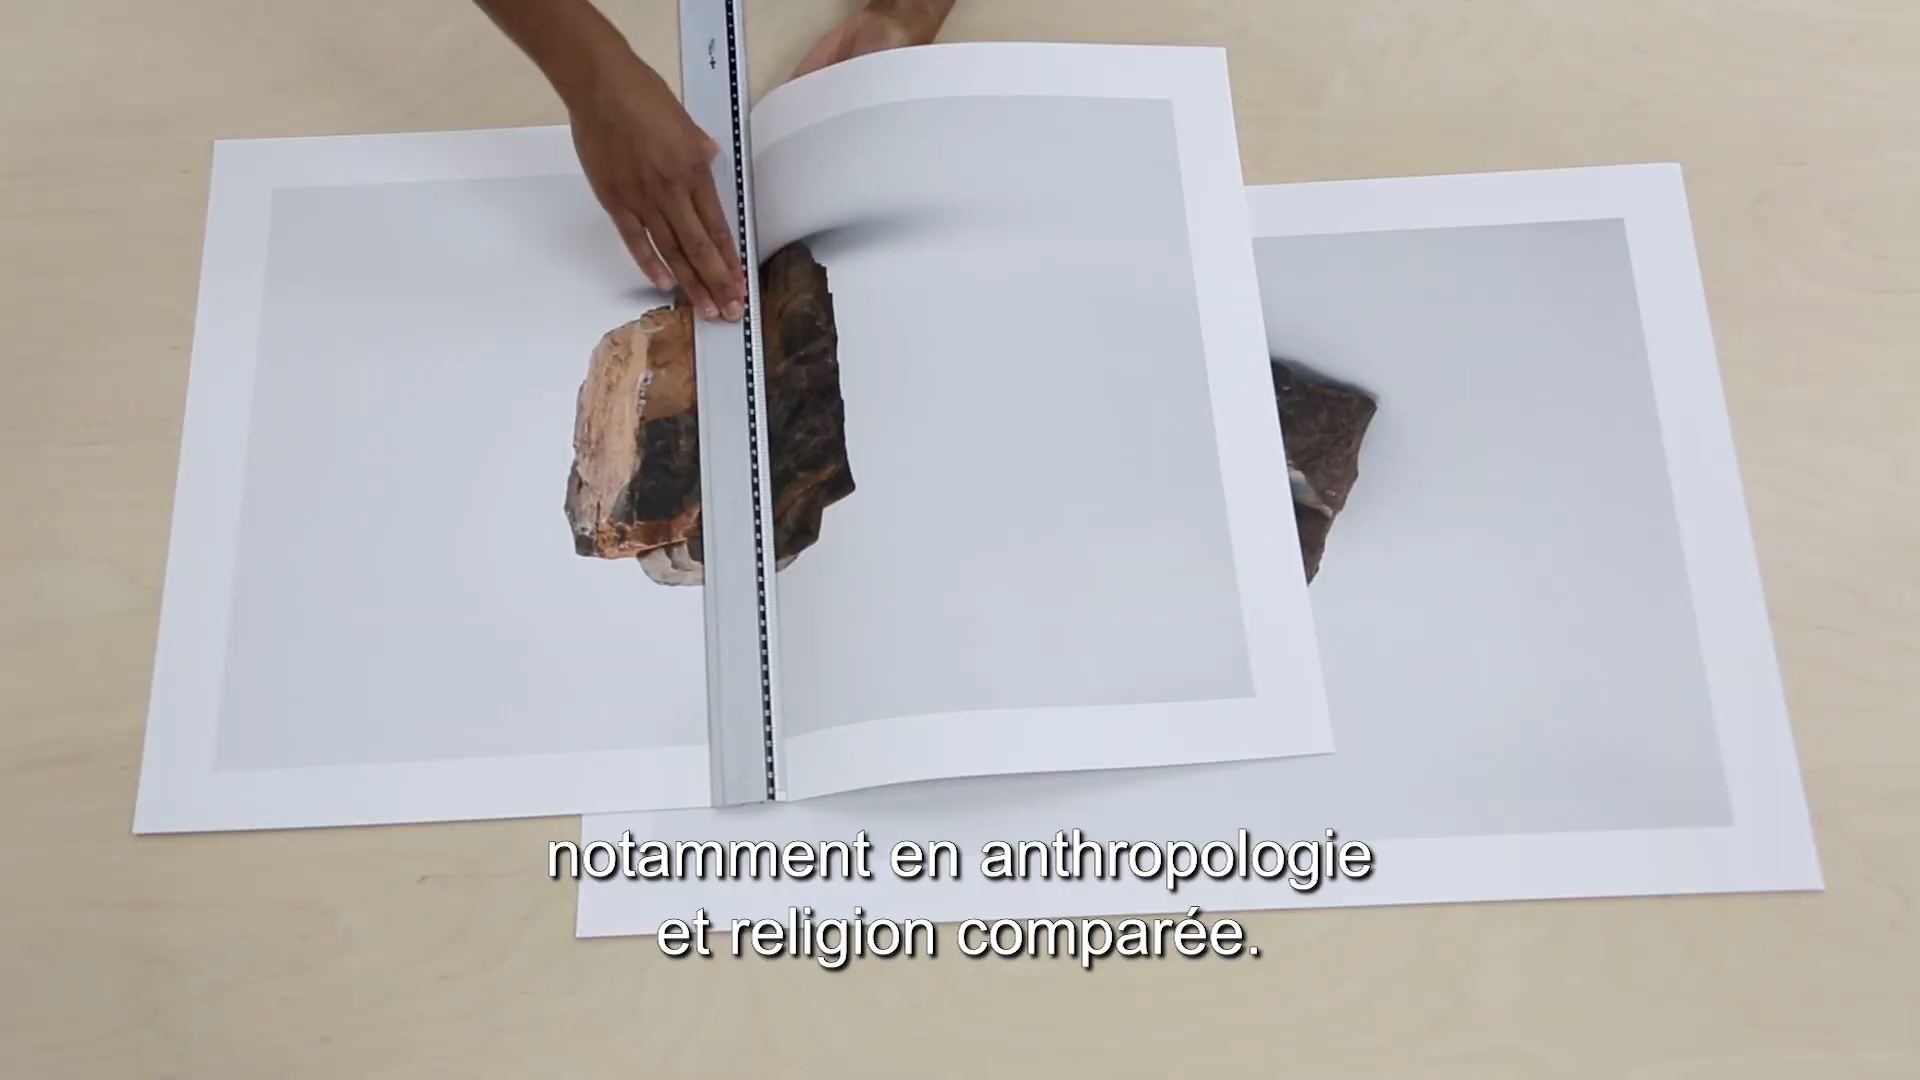 notamment en anthropologie
et religion comparée.